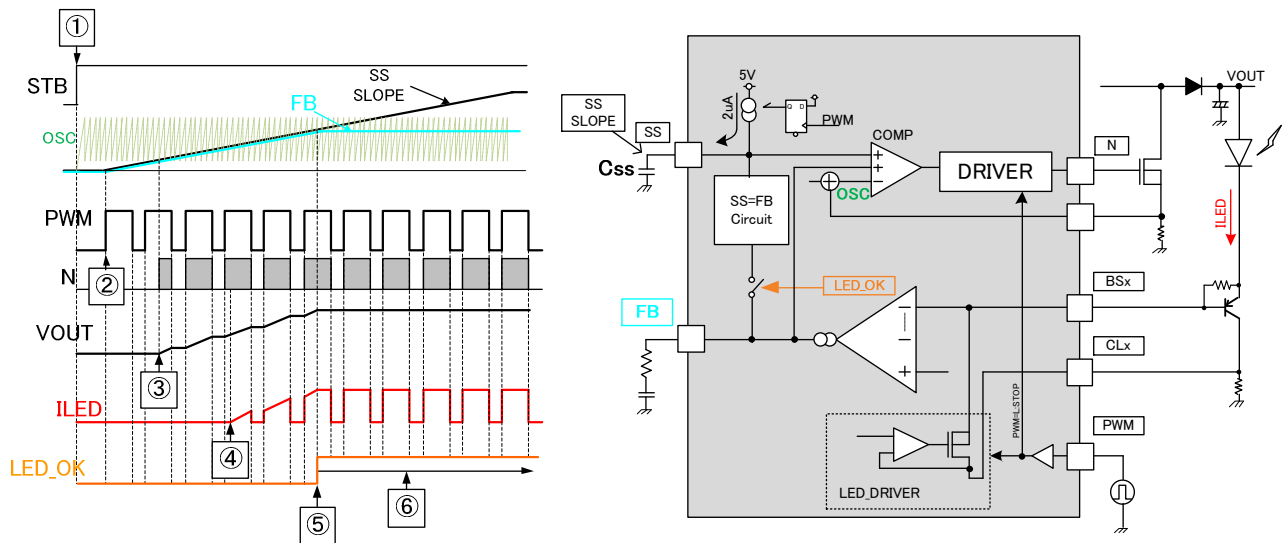 ①
STB
SS
SLOPE
FB
OSC
PWM
②
N
VOUT
③
ILED
④
LED_OK
⑤
⑥
5V
2uA
Q D
PWM
SS
SLOPE
SS
Css
COMP
+
+
−
OSC
DRIVER
SS=FB
Circuit
LED_OK
FB
−
−
+
PWM=L:STOP
LED_DRIVER
N
VOUT
ILED
BSx
CLx
PWM